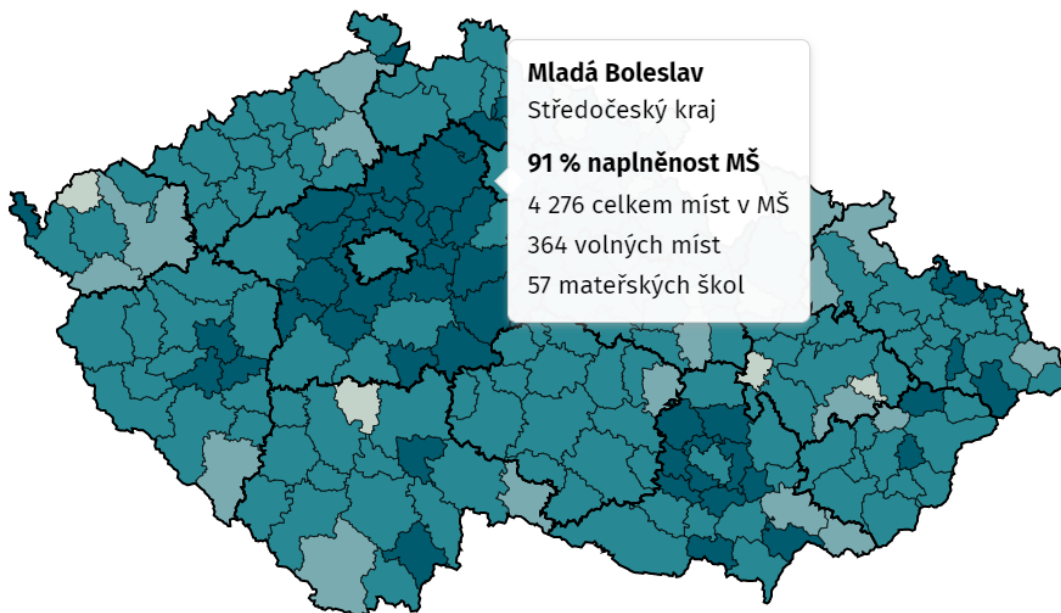 Mladá Boleslav
Středočeský kraj
91 % naplněnost MŠ
4 276 celkem míst v MŠ
364 volných míst
57 mateřských škol